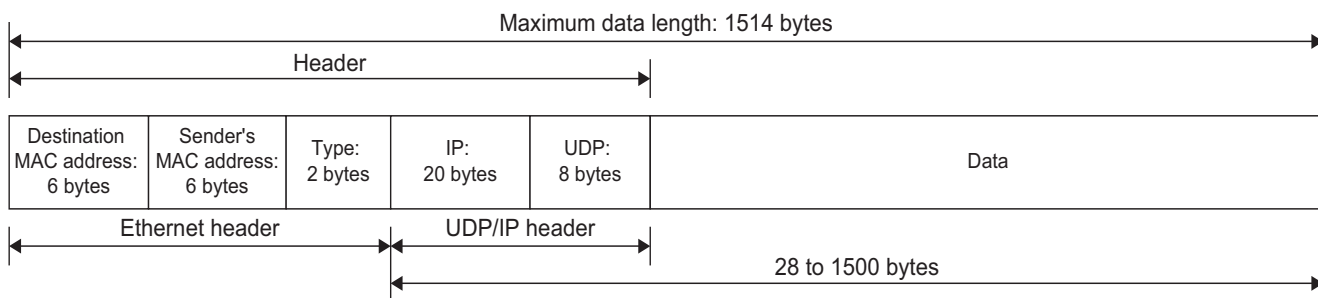 Maximum data length: 1514 bytes
Header
Destination
MAC address:
6 bytes
Sender's
MAC address:
6 bytes
Type:
2 bytes
IP:
20 bytes
UDP:
8 bytes
Data
Ethernet header
UDP/IP header
28 to 1500 bytes